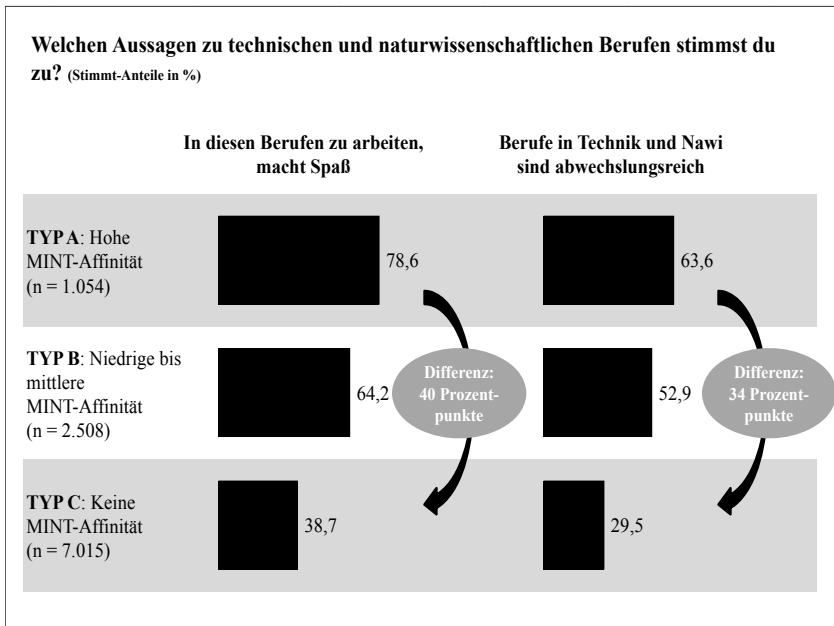 Welchen Aussagen zu technischen und naturwissenschaftlichen Berufen stimmst du
zu? (Stimmt-Anteile in %)
In diesen Berufen zu arbeiten,
macht Spaß
Berufe in Technik und Nawi
sind abwechslungsreich
TYP A: Hohe
MINT-Affinität
(n = 1.054)
78,6
63,6
TYP B: Niedrige bis
mittlere
MINT-Affinität
(n = 2.508)
64,2
Differenz:
40 Prozent-
punkte
52,9
Differenz:
34 Prozent-
punkte
TYP C: Keine
MINT-Affinität
(n = 7.015)
38,7
29,5